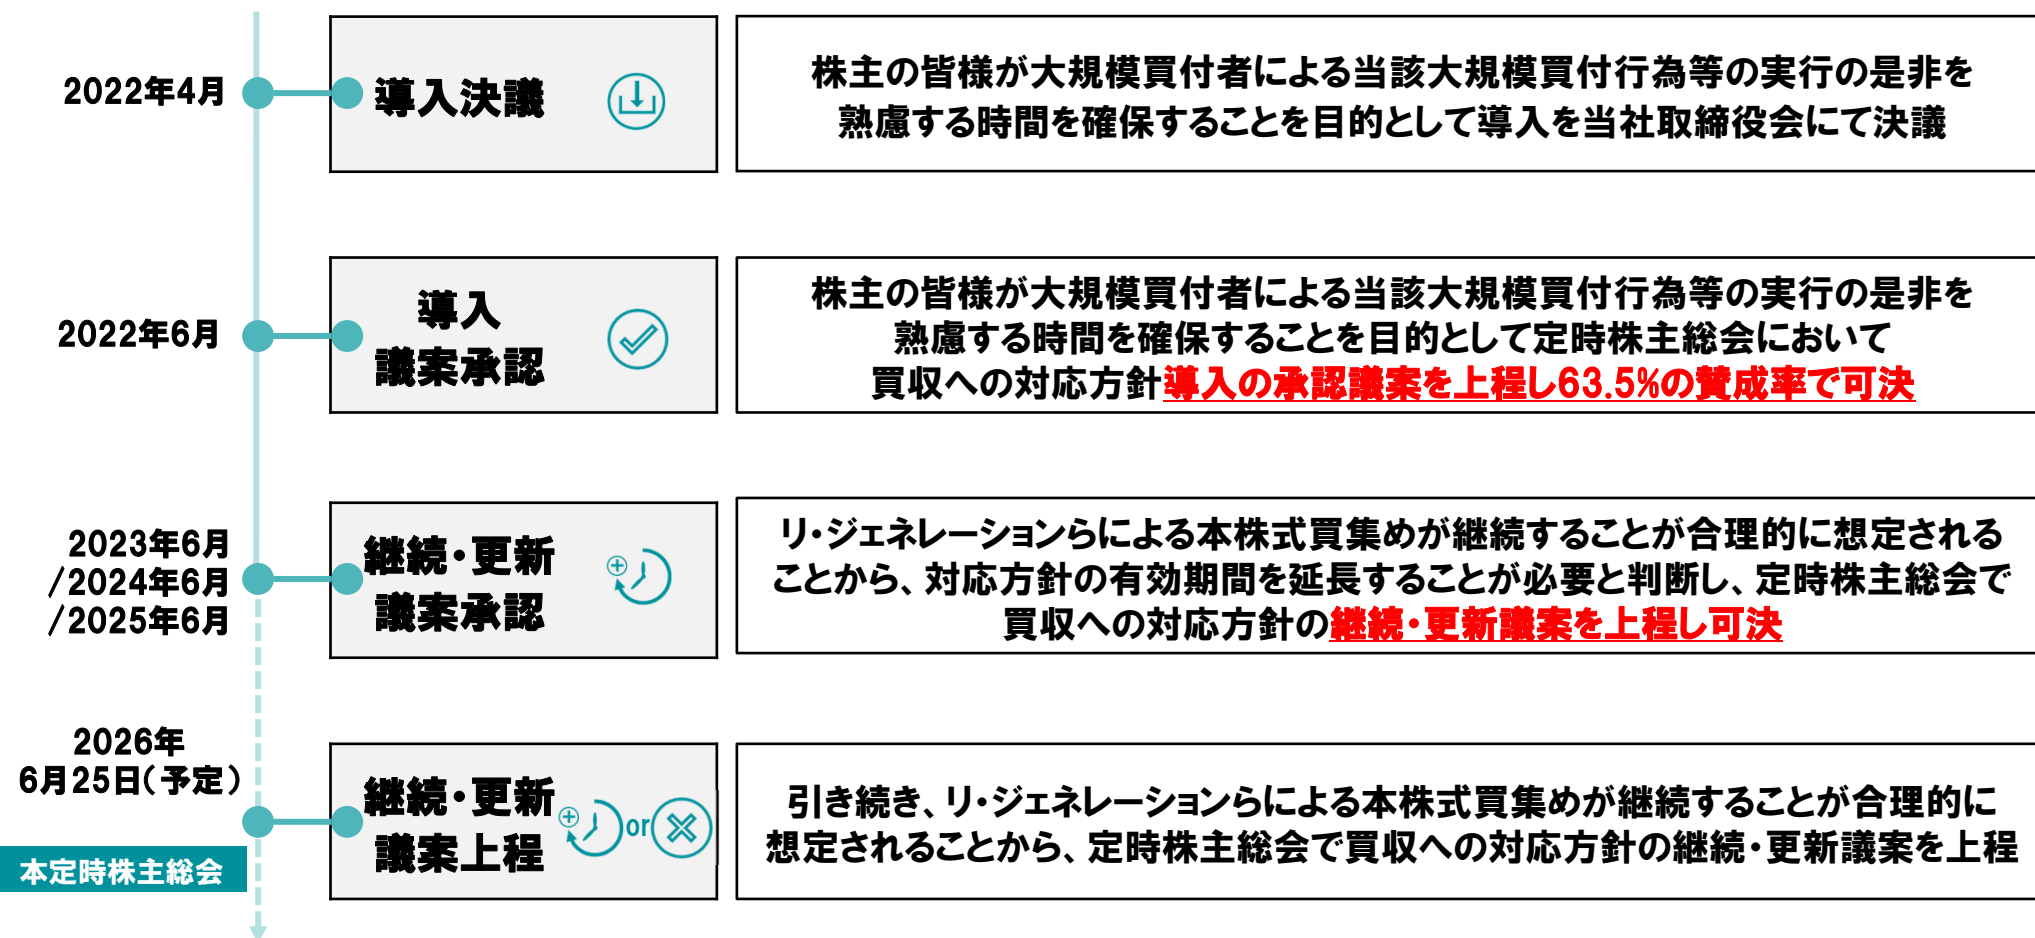 2022年4月
導入決議
株主の皆様が大規模買付者による当該大規模買付行為等の実行の是非を
熟慮する時間を確保することを目的として導入を当社取締役会にて決議
2022年6月
導入
議案承認
株主の皆様が大規模買付者による当該大規模買付行為等の実行の是非を
熟慮する時間を確保することを目的として定時株主総会において
買収への対応方針導入の承認議案を上程し63.5%の賛成率で可決
2023年6月
/2024年6月
/2025年6月
継続・更新
議案承認
リ・ジェネレーションらによる本株式買集めが継続することが合理的に想定される
ことから、対応方針の有効期間を延長することが必要と判断し、定時株主総会で
買収への対応方針の継続・更新議案を上程し可決
2026年
6月25日(予定)
本定時株主総会
継続・更新
議案上程
or
引き続き、リ・ジェネレーションらによる本株式買集めが継続することが合理的に
想定されることから、定時株主総会で買収への対応方針の継続・更新議案を上程